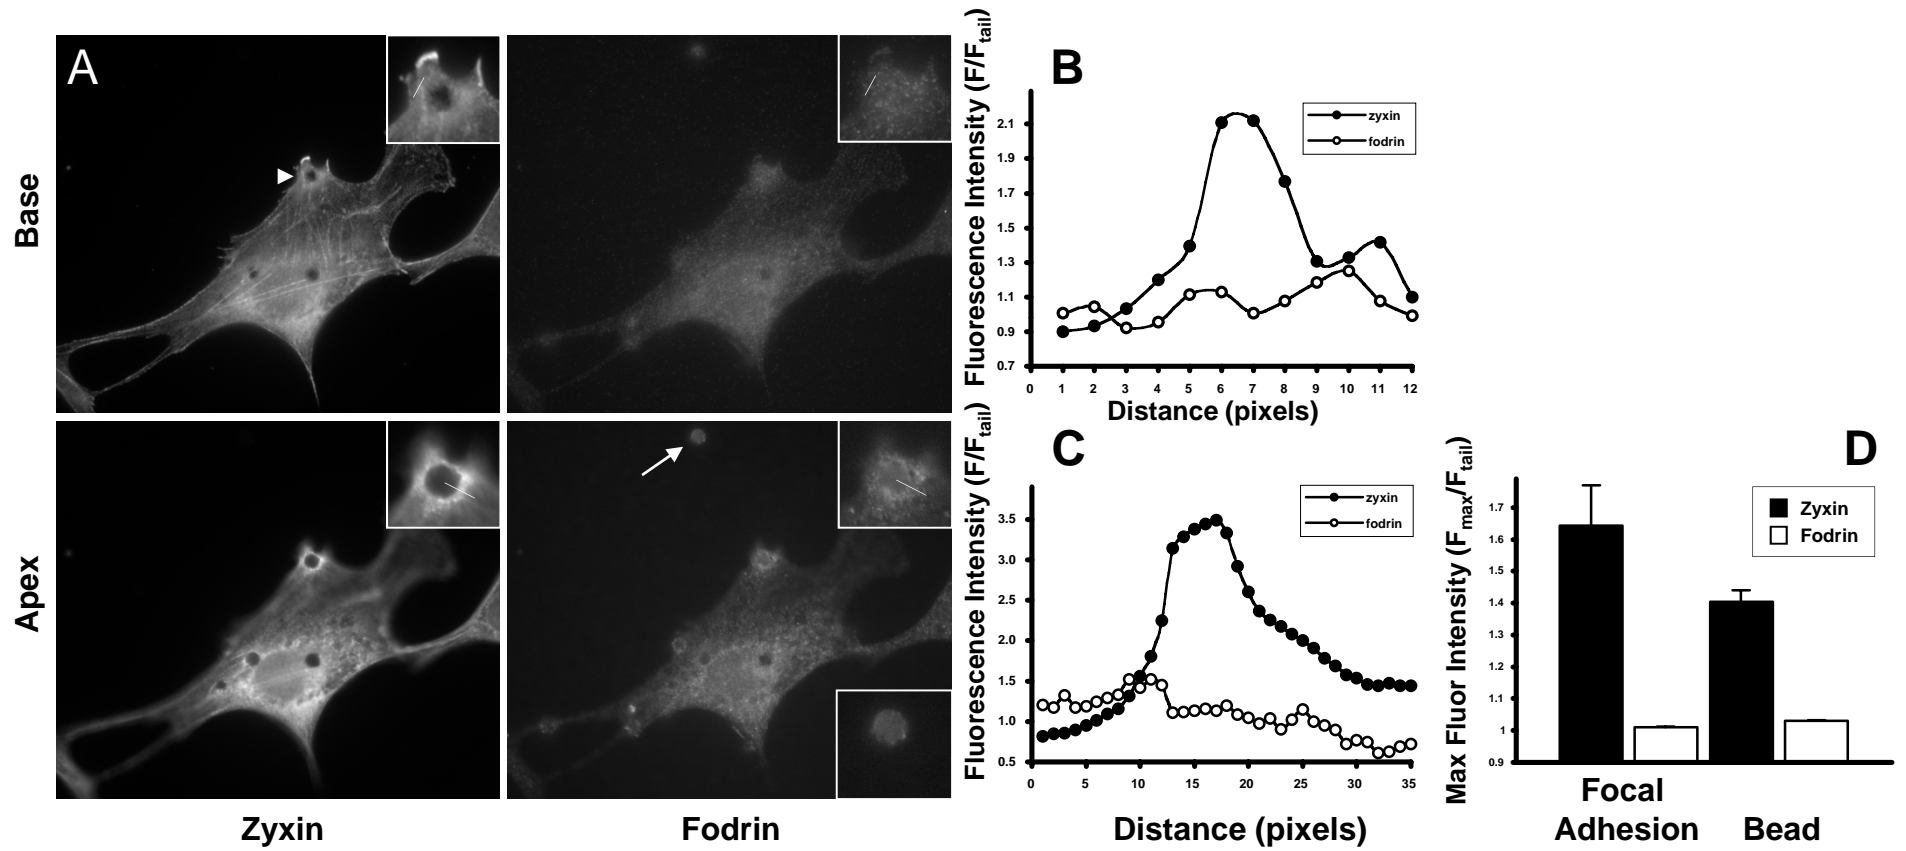 A
Base
Apex
Zyxin
Fodrin
B
Fluorescence Intensity (F/Ftail)
2.1
1.9
1.7
1.5
1.3
1.1
0.9
0.7
0 1 2 3 4 5 6 7 8 9 10 11 12
Distance (pixels)
zyxin
fodrin
C
Fluorescence Intensity (F/Ftail)
3.5
3.0
2.5
2.0
1.5
1.0
0.5
0 5 10 15 20 25 30 35
Distance (pixels)
zyxin
fodrin
D
Max Fluor Intensity (Fmax/Ftail)
1.7
1.6
1.5
1.4
1.3
1.2
1.1
1
0.9
Zyxin
Fodrin
Focal
Adhesion Bead